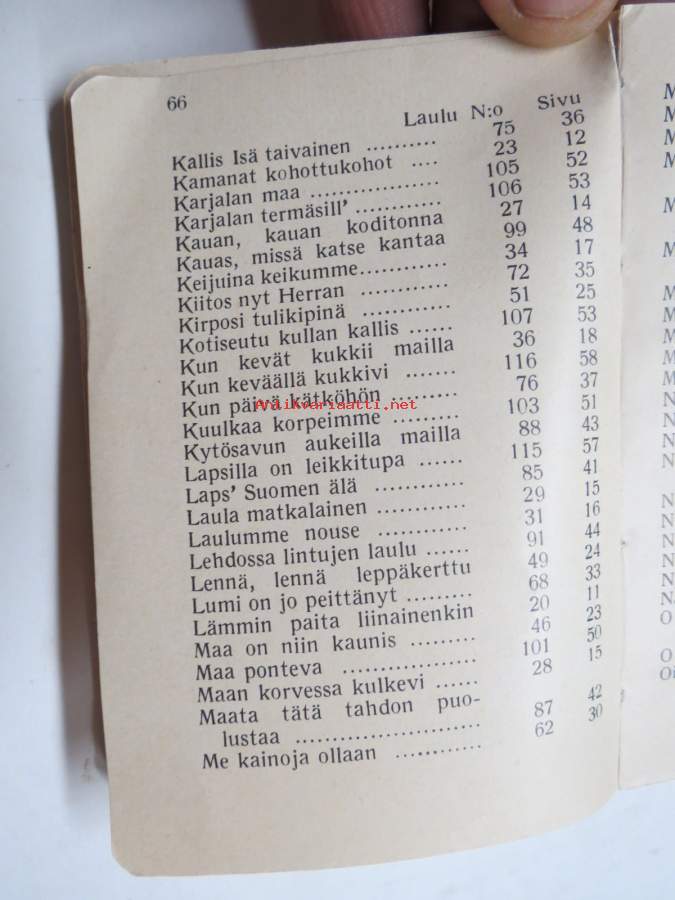 66
Laulu N:o Sivu
Kallis Isä taivainen .......... 75 36
Kamanat kohottukohot .... 23 12
Karjalan maa .................. 105 52
Karjalan termäsill' ............ 106 53
Kauan, kauan koditonna 27 14
Kauas, missä katse kantaa 99 48
Keijuina keikumme............ 34 17
Kiitos nyt Herran ............ 72 35
Kirposi tulikipinä ............ 51 25
Kotiseutu kullan kallis ...... 107 53
Kun kevät kukkii mailla 36 18
Kun keväällä kukkivi ....... 116 58
Kun päivä kätköhön ......... 76 37
Antikvariaatti.net
Kuulkaa korpeimme ......... 103 51
Kytösavun aukeilla mailla 88 43
Lapsilla on leikkitupa ...... 115 57
Laps' Suomen älä ............ 85 41
Laula matkalainen ............ 29 15
Laulumme nouse ............ 31 16
Lehdossa lintujen laulu ...... 91 44
Lennä, lennä leppäkerttu 49 24
Lumi on jo peittänyt ......... 68 33
Lämmin paita liinainenkin 20 11
Maa on niin kaunis ......... 46 23
Maa ponteva .................. 101 50
Maan korvessa kulkevi ...... 28 15
Maata tätä tahdon puo-
lustaa .......................... 87 42
Me kainoja ollaan ............ 62 30